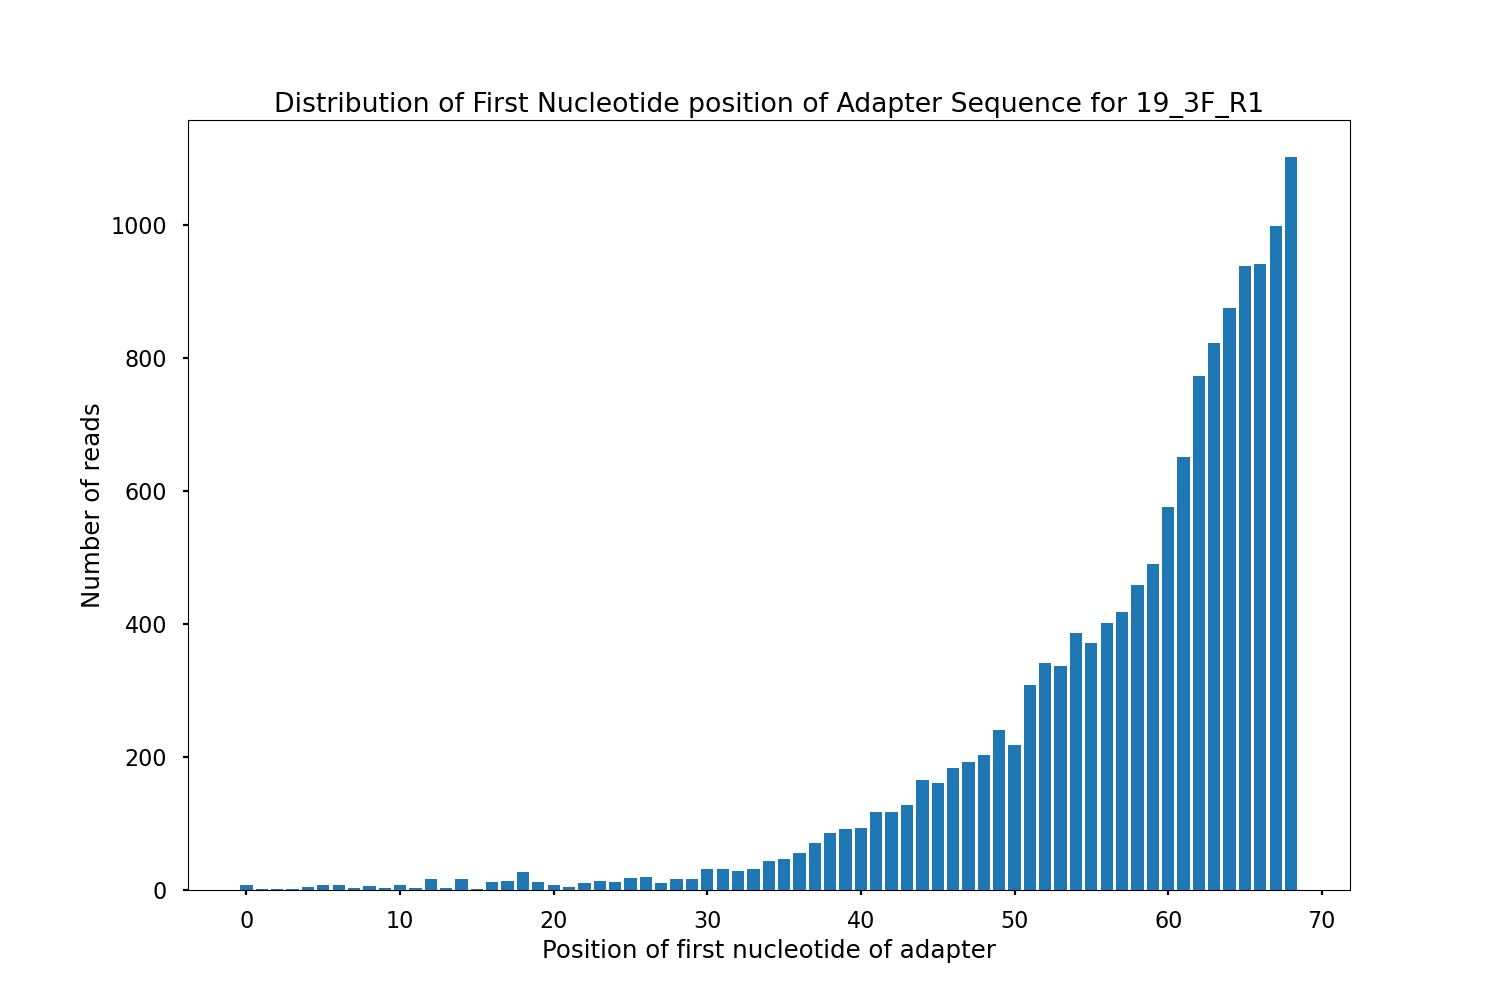 Distribution of First Nucleotide position of Adapter Sequence for 19_3F_R1
Number of reads
1000
800
600
400
200
0
0 10 20 30 40 50 60 70
Position of first nucleotide of adapter